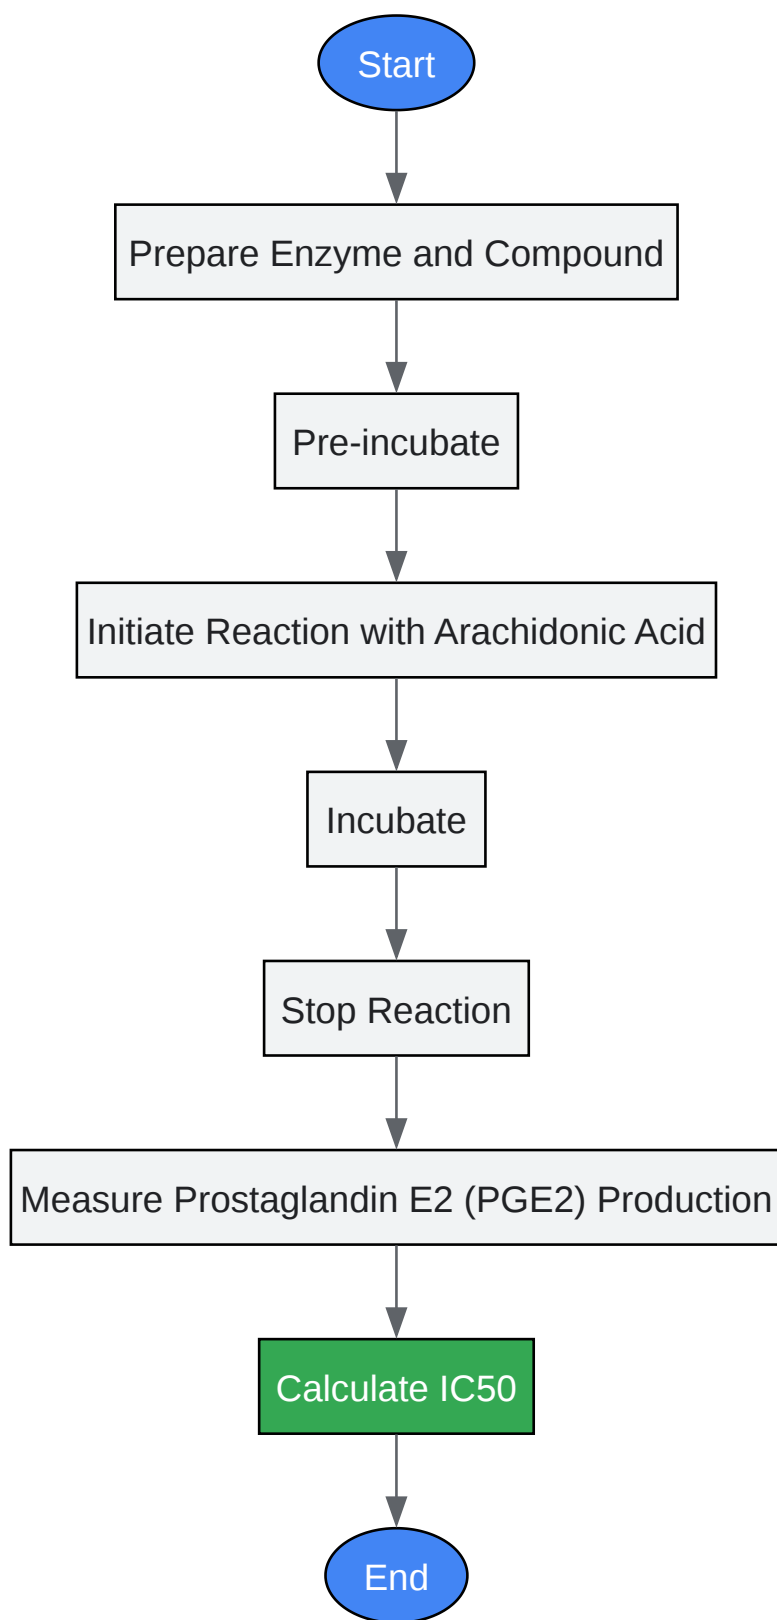 Start
Prepare Enzyme and Compound
Pre-incubate
Initiate Reaction with Arachidonic Acid
Incubate
Stop Reaction
Measure Prostaglandin E2 (PGE2) Production
Calculate IC50
End